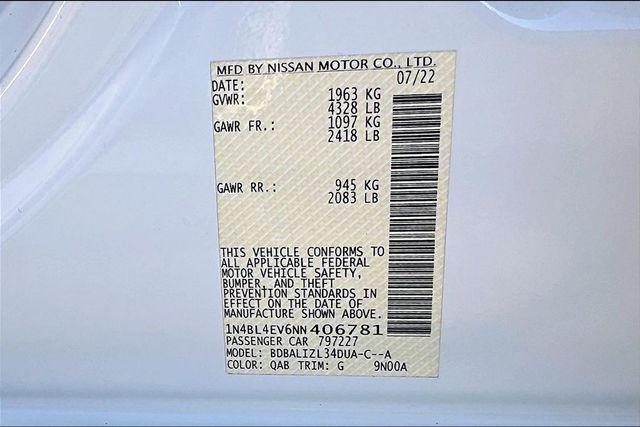 MFD BY NISSAN MOTOR CO., LTD.
DATE: 07/22
GVWR: 1963 KG
4328 LB
GAWR FR.: 1097 KG
2418 LB
GAWR RR.: 945 KG
2083 LB
THIS VEHICLE CONFORMS TO
ALL APPLICABLE FEDERAL
MOTOR VEHICLE SAFETY,
BUMPER, AND THEFT
PREVENTION STANDARDS IN
EFFECT ON THE DATE OF
MANUFACTURE SHOWN ABOVE.
1N4BL4EV6NN406781
PASSENGER CAR 797227
MODEL: BDBALIZL34DUA-C--A
COLOR: QAB TRIM: G 9N00A